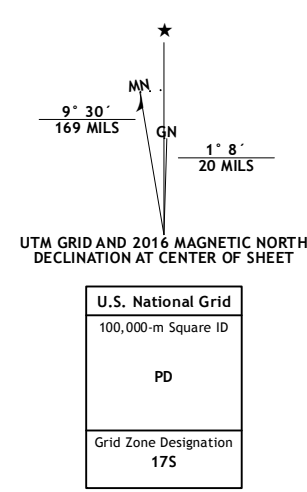 ★
MN
9° 30´
169 MILS
GN
1° 8´
20 MILS
UTM GRID AND 2016 MAGNETIC NORTH
DECLINATION AT CENTER OF SHEET
U.S. National Grid
100,000-m Square ID
PD
Grid Zone Designation
17S